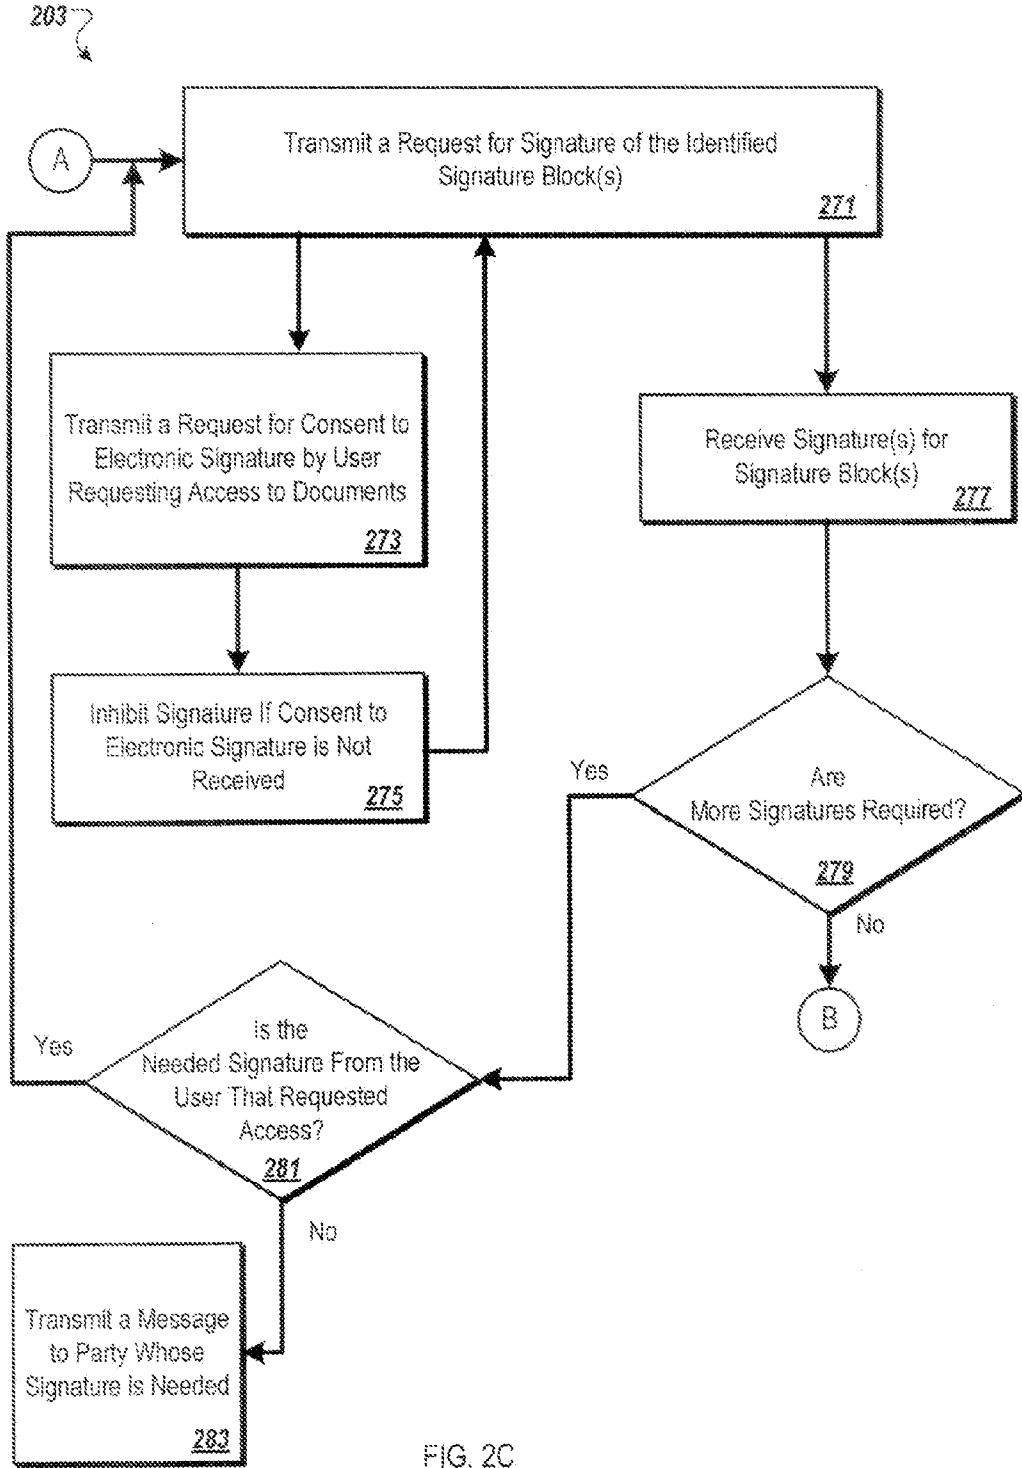 203
A
Transmit a Request for Signature of the Identified
Signature Block(s)
271
Transmit a Request for Consent to
Electronic Signature by User
Requesting Access to Documents
273
Receive Signature(s) for
Signature Block(s)
277
Inhibit Signature If Consent to
Electronic Signature is Not
Received
275
Yes
Are
More Signatures Required?
279
No
B
Yes
Is the
Needed Signature From the
User That Requested
Access?
281
No
Transmit a Message
to Party Whose
Signature is Needed
283
FIG. 2C